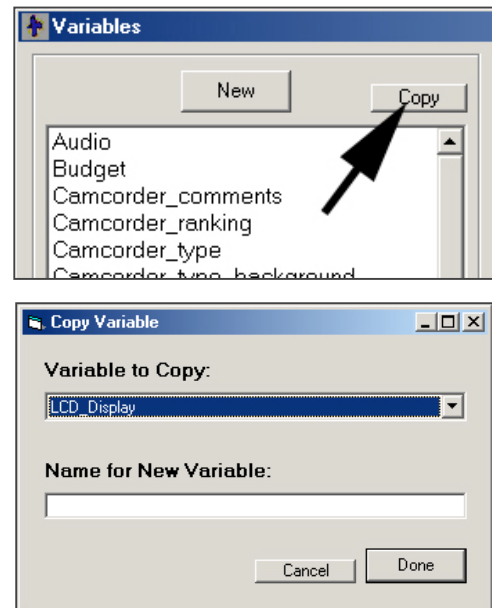 Variables
New
Copy
Audio
Budget
Camcorder_comments
Camcorder_ranking
Camcorder_type
Camcorder_type_background
Copy Variable
Variable to Copy:
LCD_Display
Name for New Variable:
Cancel
Done